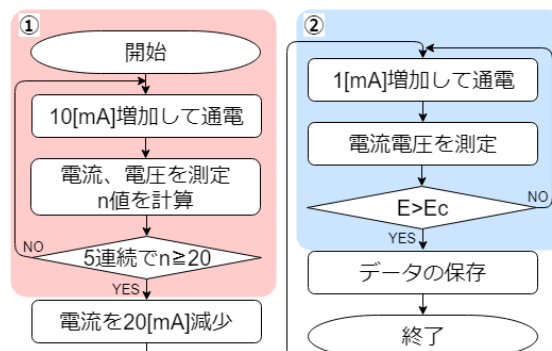 ①
開始
10[mA]増加して通電
電流、電圧を測定
n値を計算
NO
5連続でn≧20
YES
電流を20[mA]減少
②
1[mA]増加して通電
電流電圧を測定
NO
E>Ec
YES
データの保存
終了